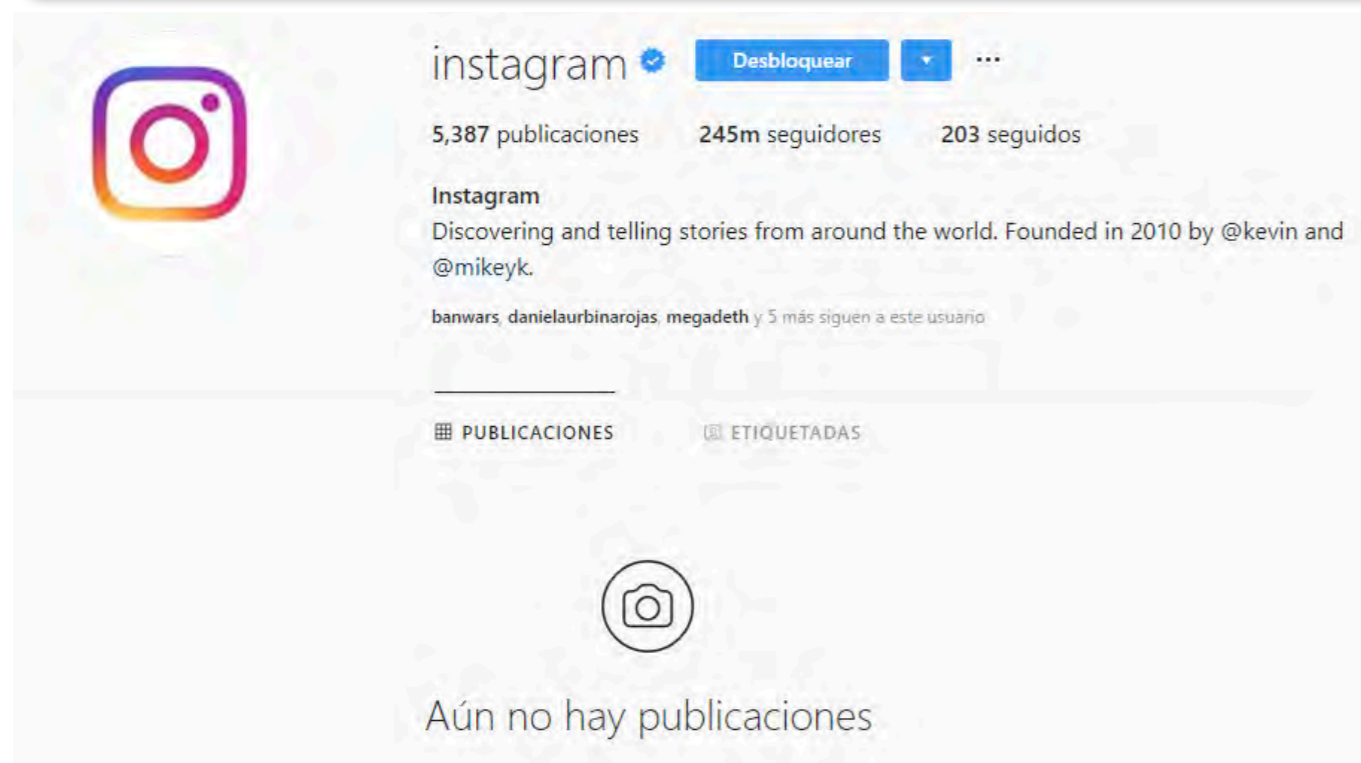 instagram Desbloquear ...
5,387 publicaciones 245m seguidores 203 seguidos
Instagram
Discovering and telling stories from around the world. Founded in 2010 by @kevin and
@mikeyk.
banwars, danielaurbinarojas, megadeth y 5 más siguen a este usuario
PUBLICACIONES ETIQUETADAS
Aún no hay publicaciones